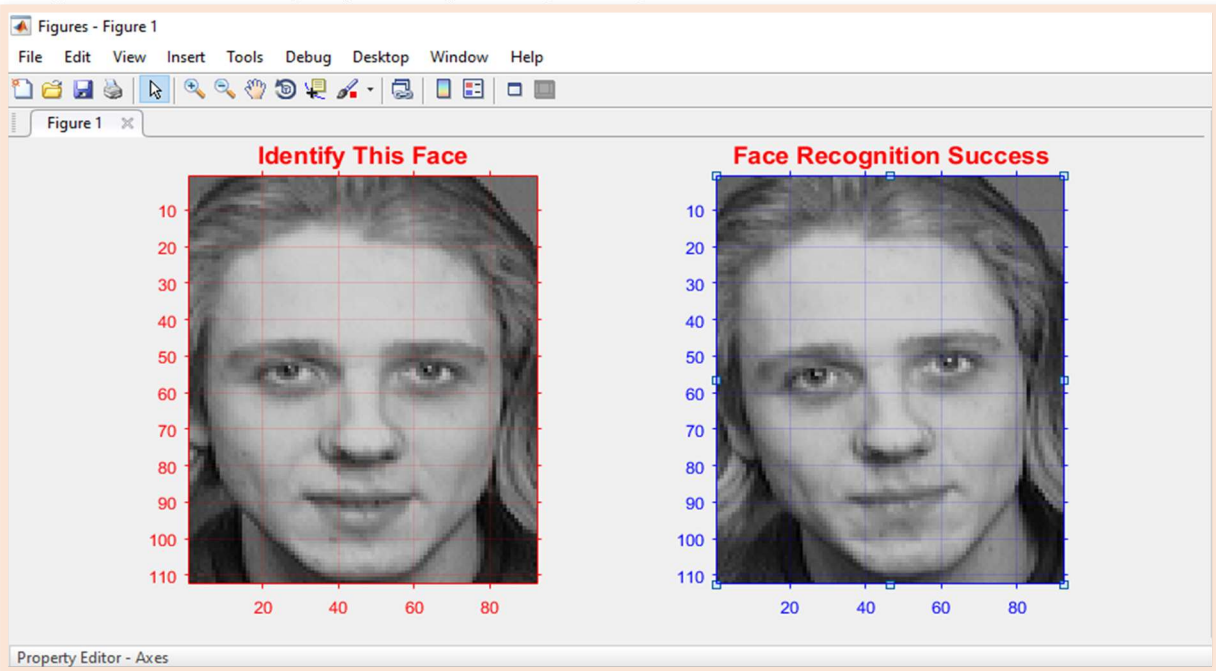 Figures - Figure 1
File Edit View Insert Tools Debug Desktop Window Help
Figure 1
Identify This Face
10
20
30
40
50
60
70
80
90
100
110
20 40 60 80
Face Recognition Success
10
20
30
40
50
60
70
80
90
100
110
20 40 60 80
Property Editor - Axes